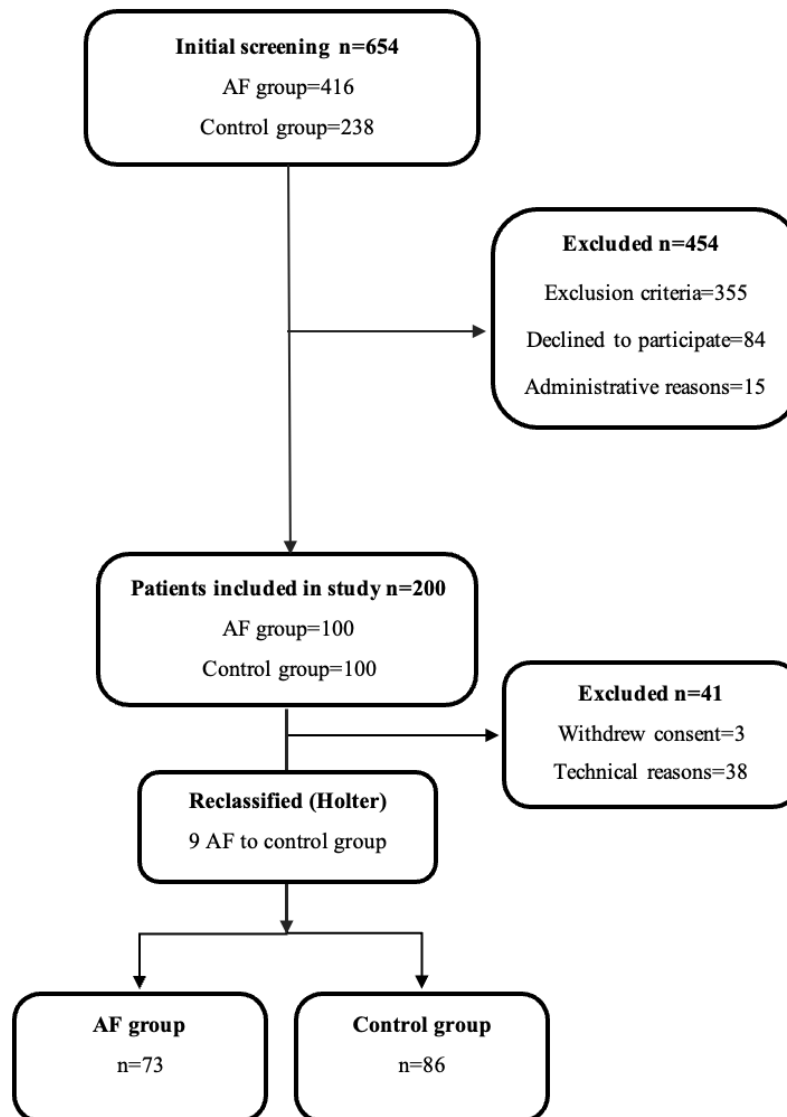 Initial screening n=654
AF group=416
Control group=238
Excluded n=454
Exclusion criteria=355
Declined to participate=84
Administrative reasons=15
Patients included in study n=200
AF group=100
Control group=100
Excluded n=41
Withdrew consent=3
Technical reasons=38
Reclassified (Holter)
9 AF to control group
AF group
n=73
Control group
n=86